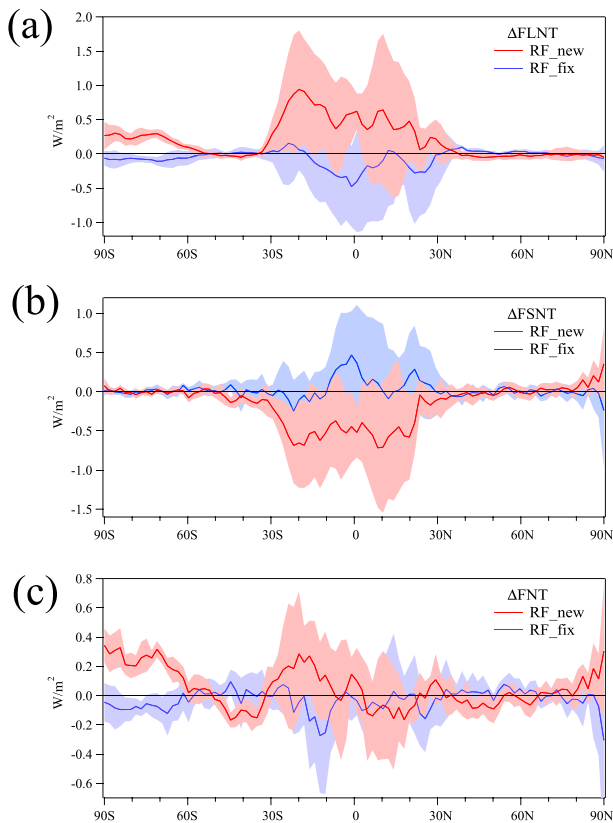 (a)
ΔFLNT
RF_new
RF_fix
W/m²
2.0
1.5
1.0
0.5
0.0
-0.5
-1.0
90S 60S 30S 0 30N 60N 90N
(b)
ΔFSNT
RF_new
RF_fix
W/m²
1.0
0.5
0.0
-0.5
-1.0
-1.5
90S 60S 30S 0 30N 60N 90N
(c)
ΔFNT
RF_new
RF_fix
W/m²
0.8
0.6
0.4
0.2
0.0
-0.2
-0.4
-0.6
90S 60S 30S 0 30N 60N 90N